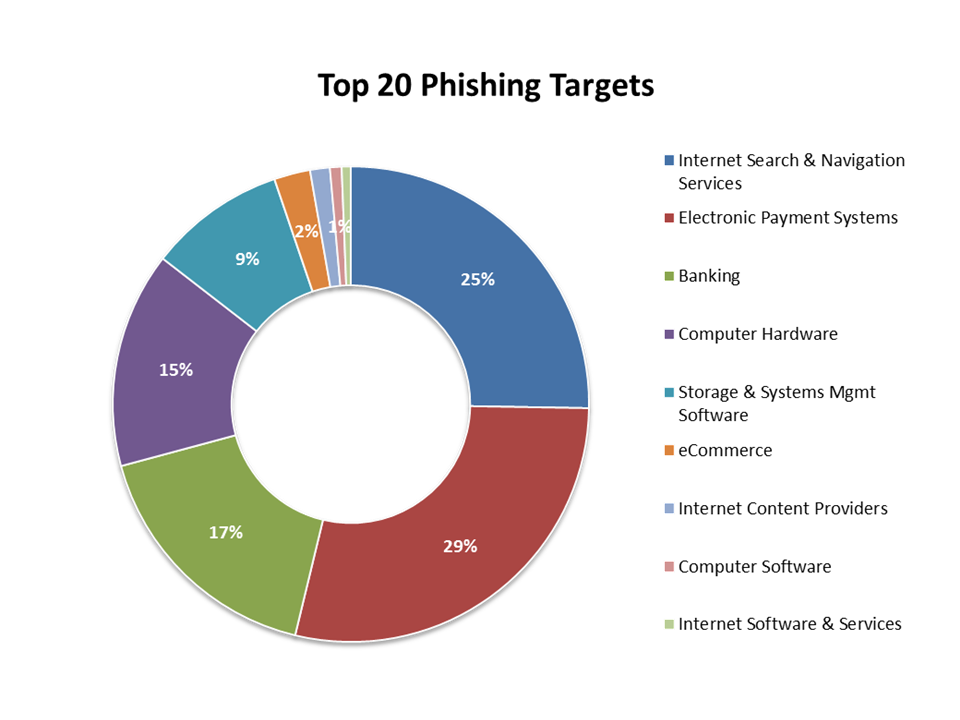 Top 20 Phishing Targets
Internet Search & Navigation
Services
Electronic Payment Systems
Banking
Computer Hardware
Storage & Systems Mgmt
Software
eCommerce
Internet Content Providers
Computer Software
Internet Software & Services
25%
29%
17%
15%
9%
2%
1%